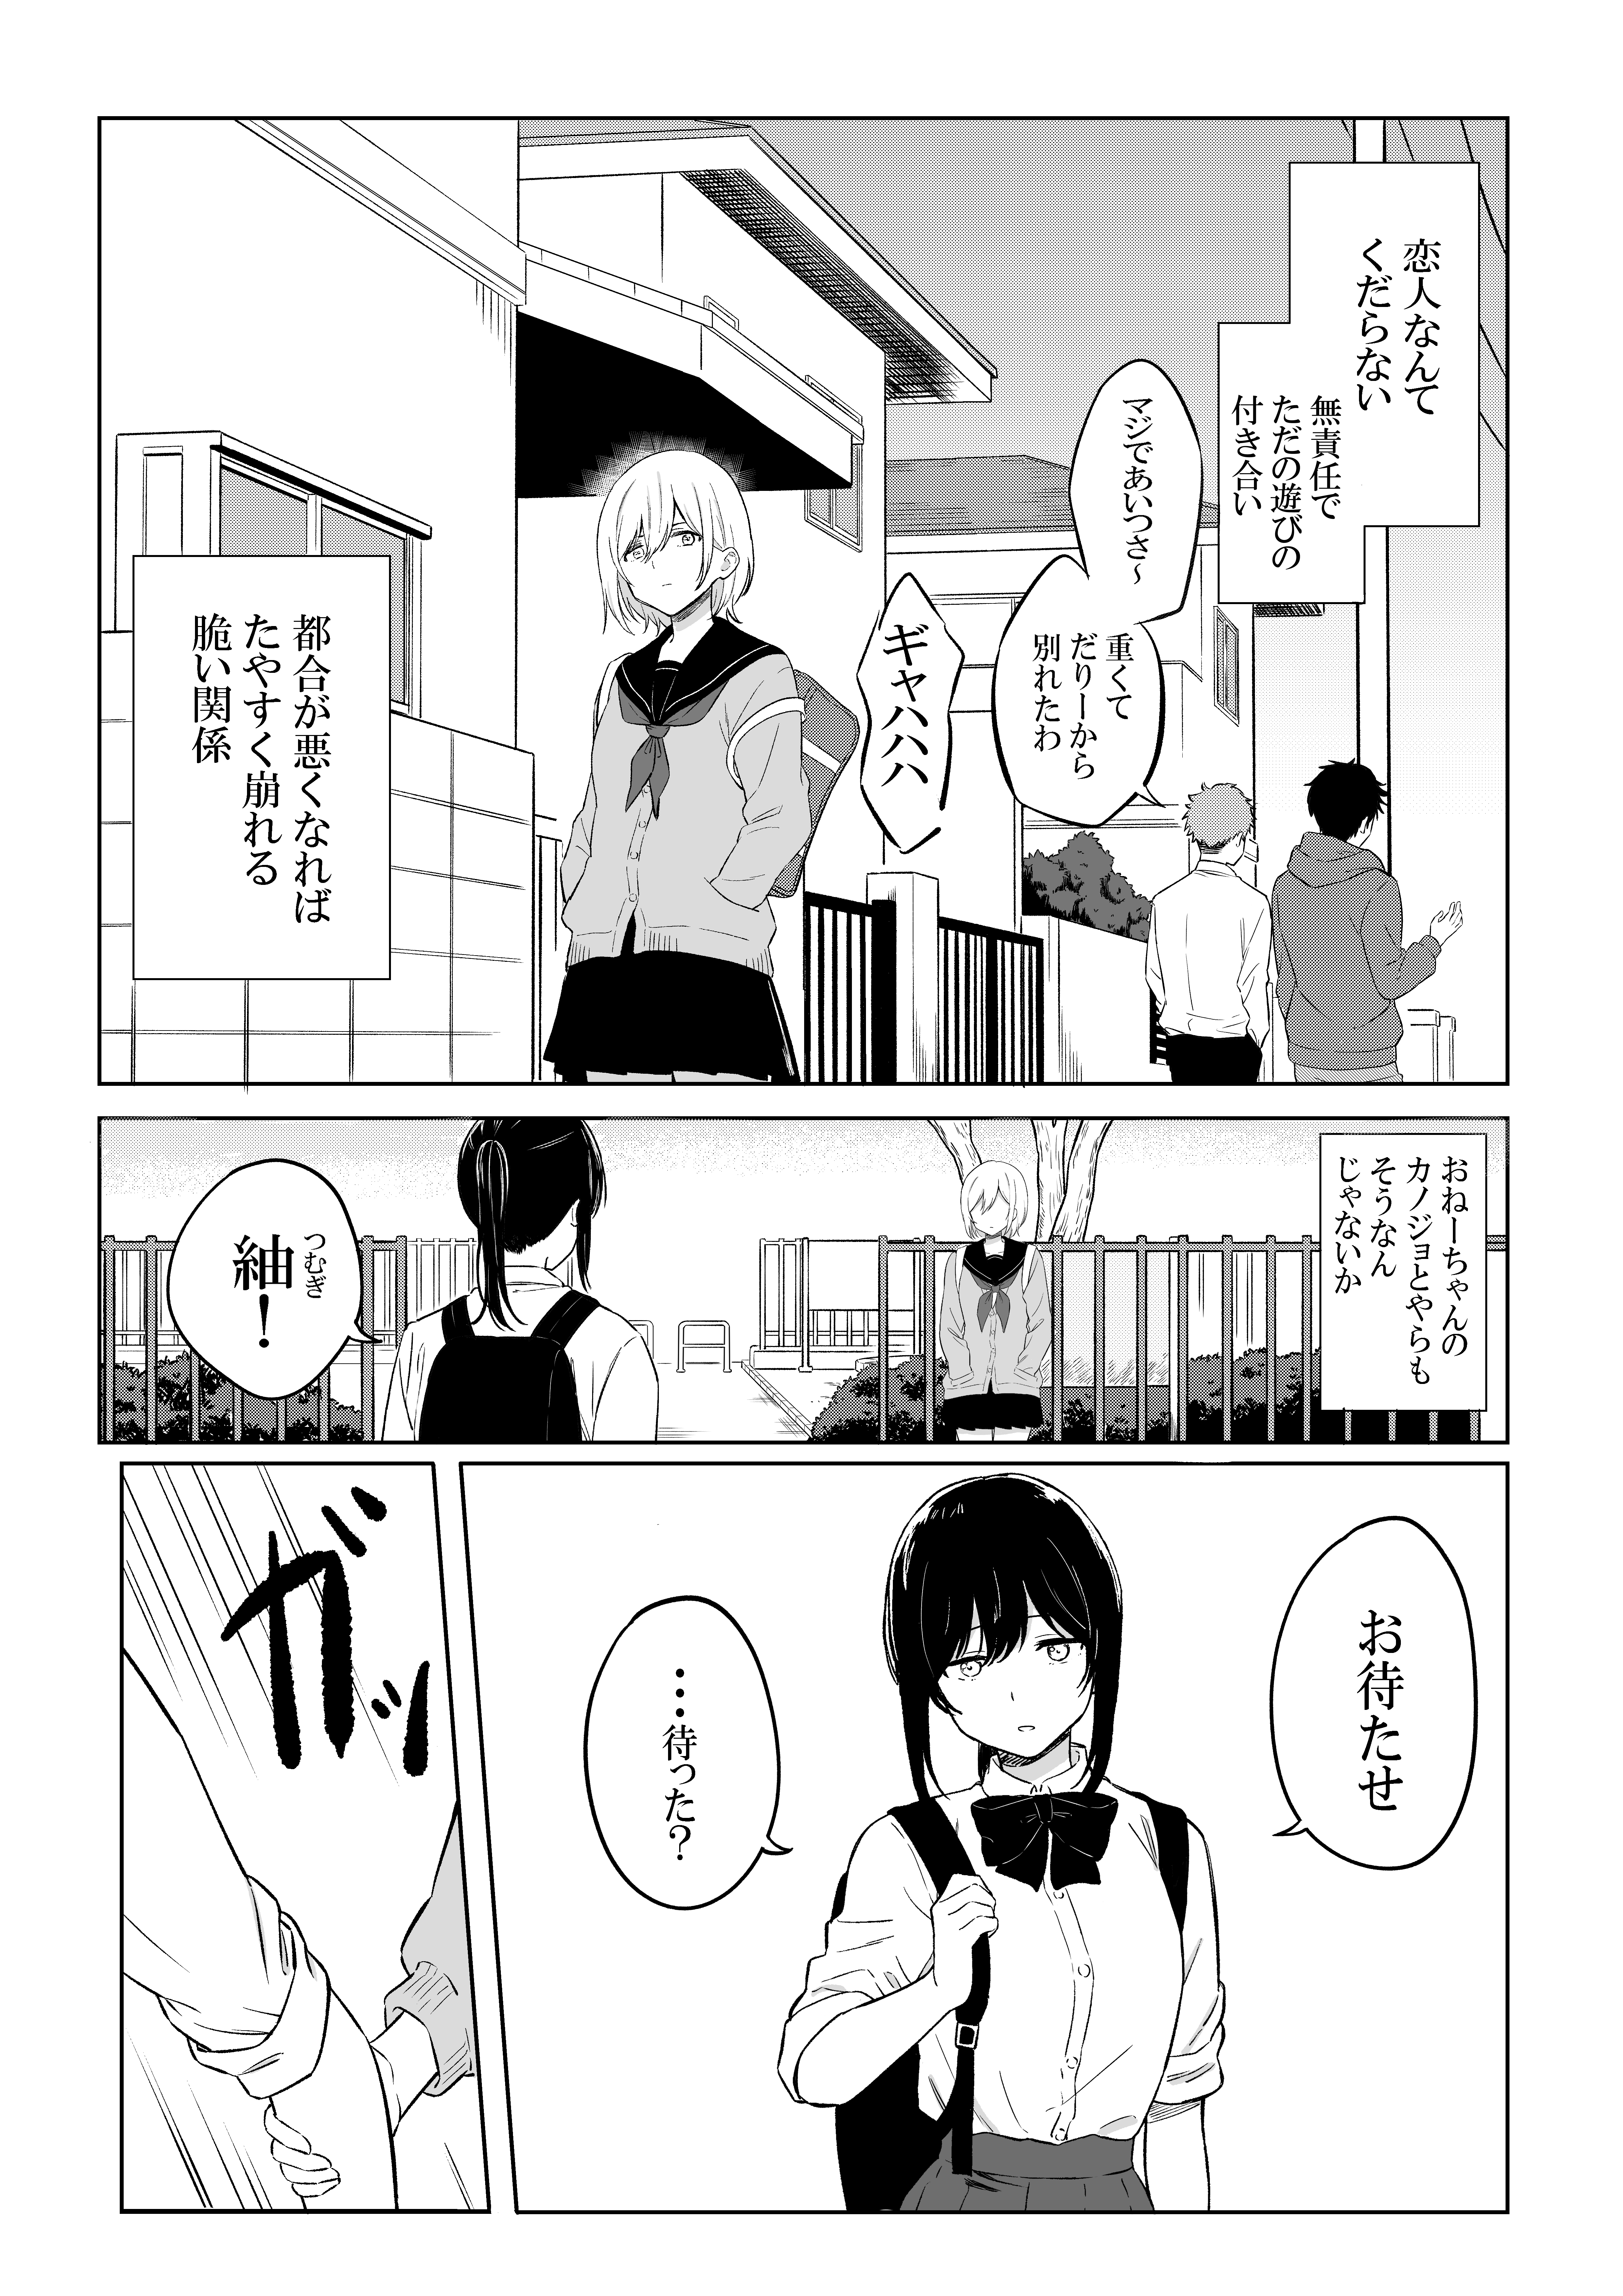 恋人なんて
くだらない
無責任で
ただの遊びの
付き合い
マジであいつさ~
重くて
だりーから
別れたわ
ギャハハハ
都合が悪くなれば
たやすく崩れる
脆い関係
おねーちゃんの
カノジョとやらも
そうなん
じゃないか
紬!
つむぎ
お待たせ
…待った?
ガッ